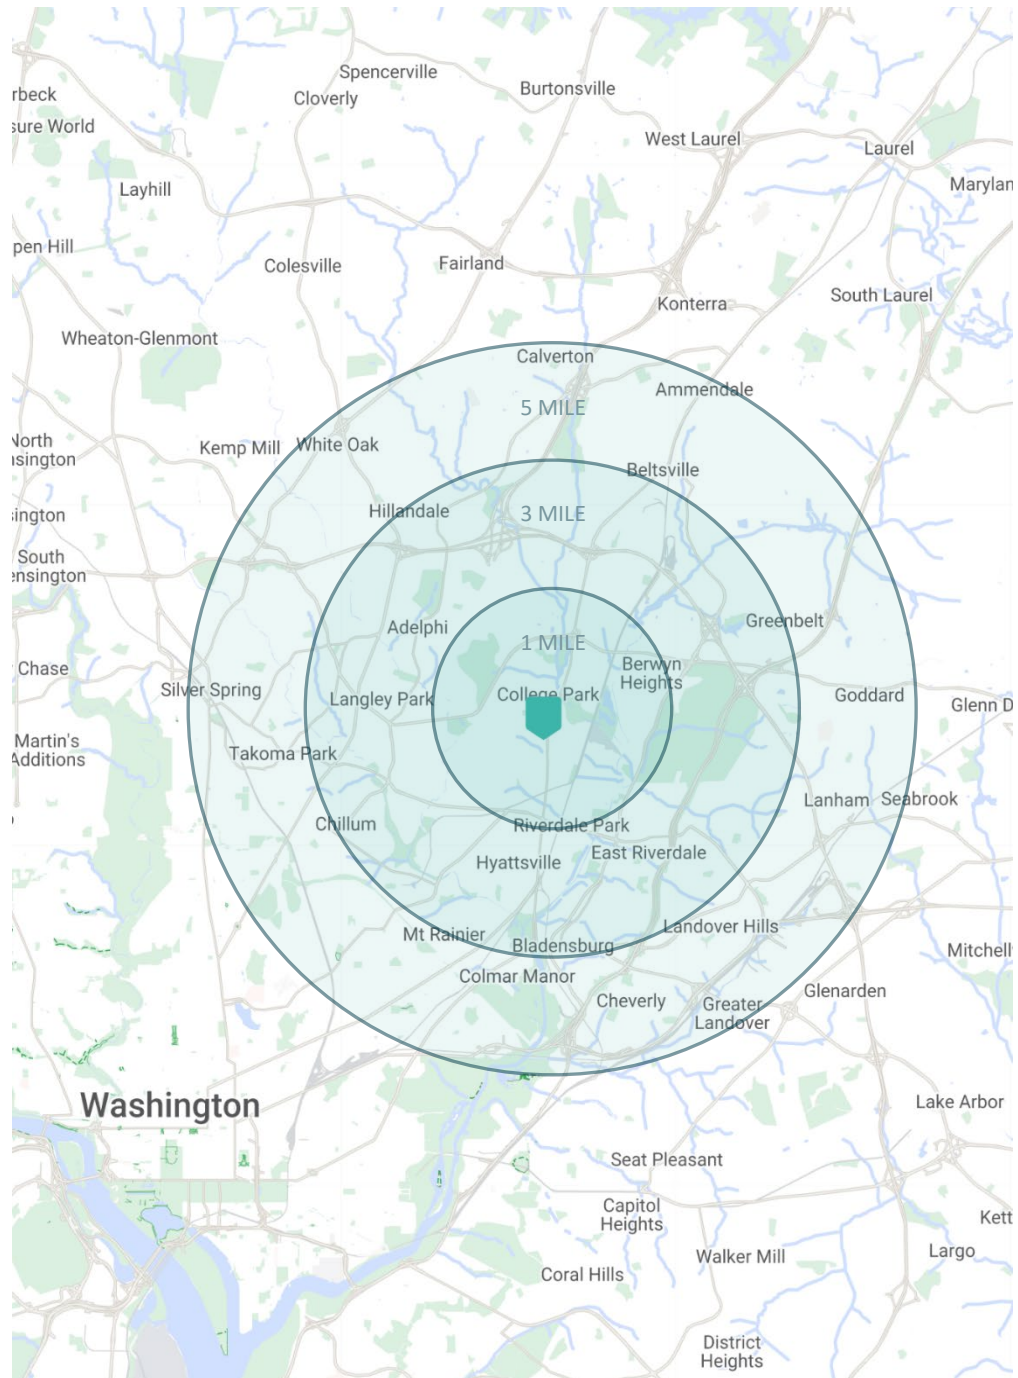 Spencerville
Cloverly
Burtonsville
rbeck
sure World
West Laurel
Laurel
Layhill
Marylan
pen Hill
Colesville
Fairland
Konterra
South Laurel
Wheaton-Glenmont
Calverton
Ammendale
5 MILE
North
nsington
Kemp Mill
White Oak
Beltsville
Hillandale
3 MILE
sington
South
ensington
Adelphi
Greenbelt
1 MILE
Chase
Berwyn
Heights
Silver Spring
Langley Park
College Park
Goddard
Glenn D
Martin's
Additions
Takoma Park
Lanham
Seabrook
Chillum
Riverdale Park
Hyattsville
East Riverdale
Mt Rainier
Bladensburg
Landover Hills
Mitchell
Colmar Manor
Cheverly
Greater
Landover
Glenarden
Washington
Lake Arbor
Seat Pleasant
Capitol
Heights
Kett
Walker Mill
Largo
Coral Hills
District
Heights